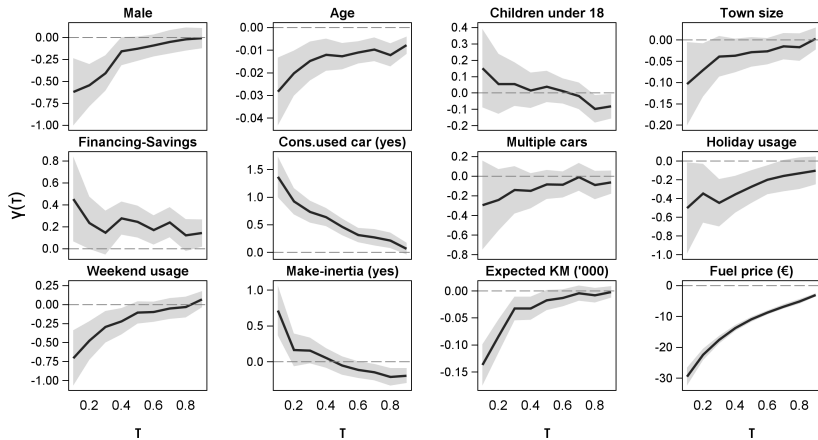 Male Age Children under 18 Town size
0.00 0.00 0.4 0.00
-0.25 -0.01 0.3 -0.05
-0.50 -0.02 0.2 -0.10
-0.75 -0.03 0.1 -0.15
-1.00 -0.04 0.0 -0.20
-0.1
-0.2
Financing-Savings Cons.used car (yes) Multiple cars Holiday usage
0.8 1.5 0.2 0.0
0.6 1.0 0.0 -0.2
0.4 0.5 -0.2 -0.4
0.2 0.0 -0.4 -0.6
0.0 -0.6 -0.8
-0.8 -1.0
γ(τ)
Weekend usage Make-inertia (yes) Expected KM ('000) Fuel price (€)
0.25 1.0 0.00 0
0.00 0.5 -0.05 -10
-0.25 0.0 -0.10 -20
-0.50 -0.15 -30
-0.75
-1.00
0.2 0.4 0.6 0.8 0.2 0.4 0.6 0.8 0.2 0.4 0.6 0.8 0.2 0.4 0.6 0.8
τ τ τ τ